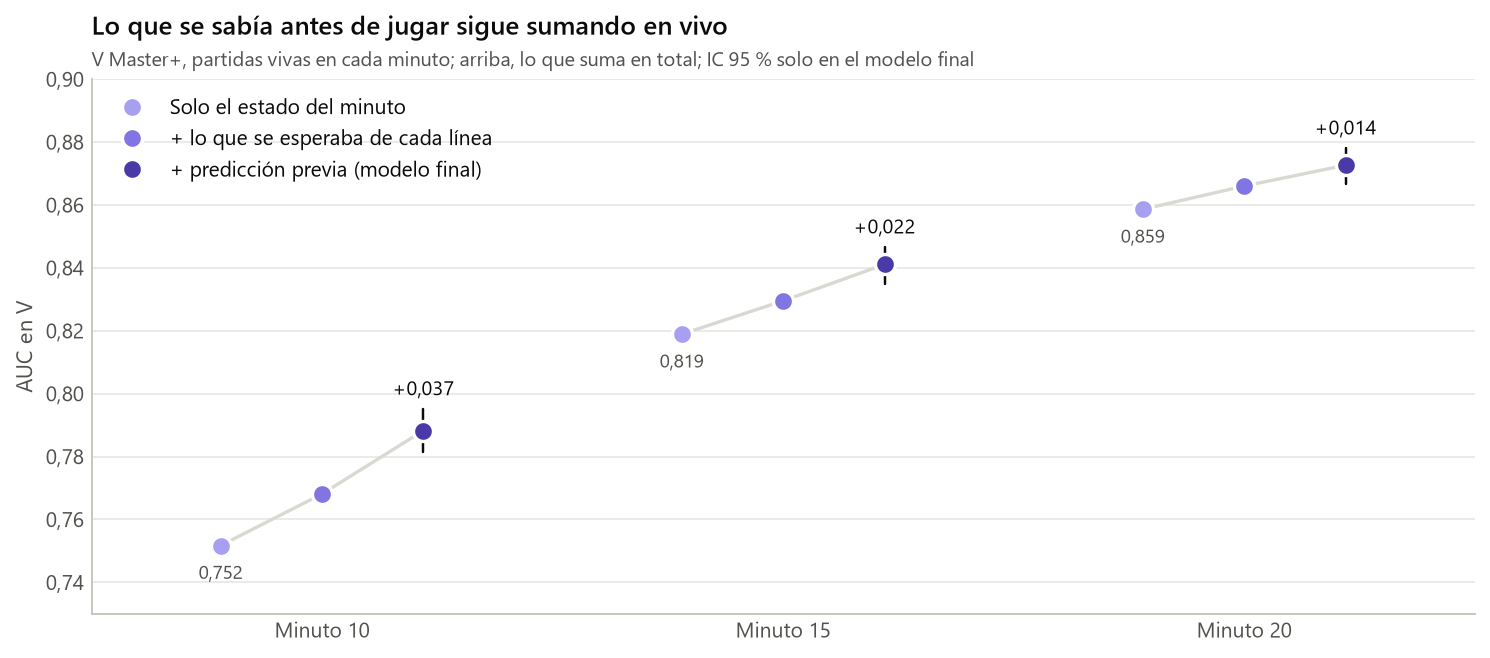 Lo que se sabía antes de jugar sigue sumando en vivo
V Master+, partidas vivas en cada minuto; arriba, lo que suma en total; IC 95 % solo en el modelo final
0,90
Solo el estado del minuto
+ lo que se esperaba de cada línea
+ predicción previa (modelo final)
0,88
0,86
0,84
0,82
0,80
0,78
0,76
0,74
AUC en V
0,752
+0,037
0,819
+0,022
0,859
+0,014
Minuto 10
Minuto 15
Minuto 20